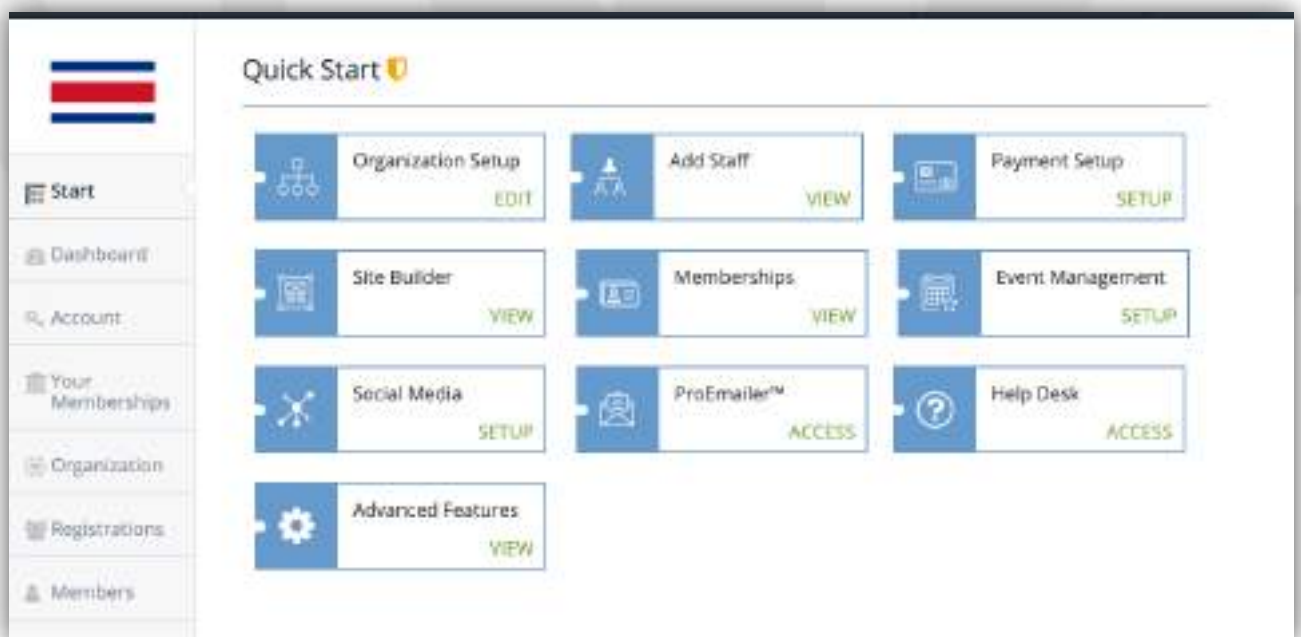 Quick Start
Start
Dashboard
Account
Your
Memberships
Organization
Registrations
Members
Organization Setup
EDIT
Add Staff
VIEW
Payment Setup
SETUP
Site Builder
VIEW
Memberships
VIEW
Event Management
SETUP
Social Media
SETUP
ProEmailer™
ACCESS
Help Desk
ACCESS
Advanced Features
VIEW